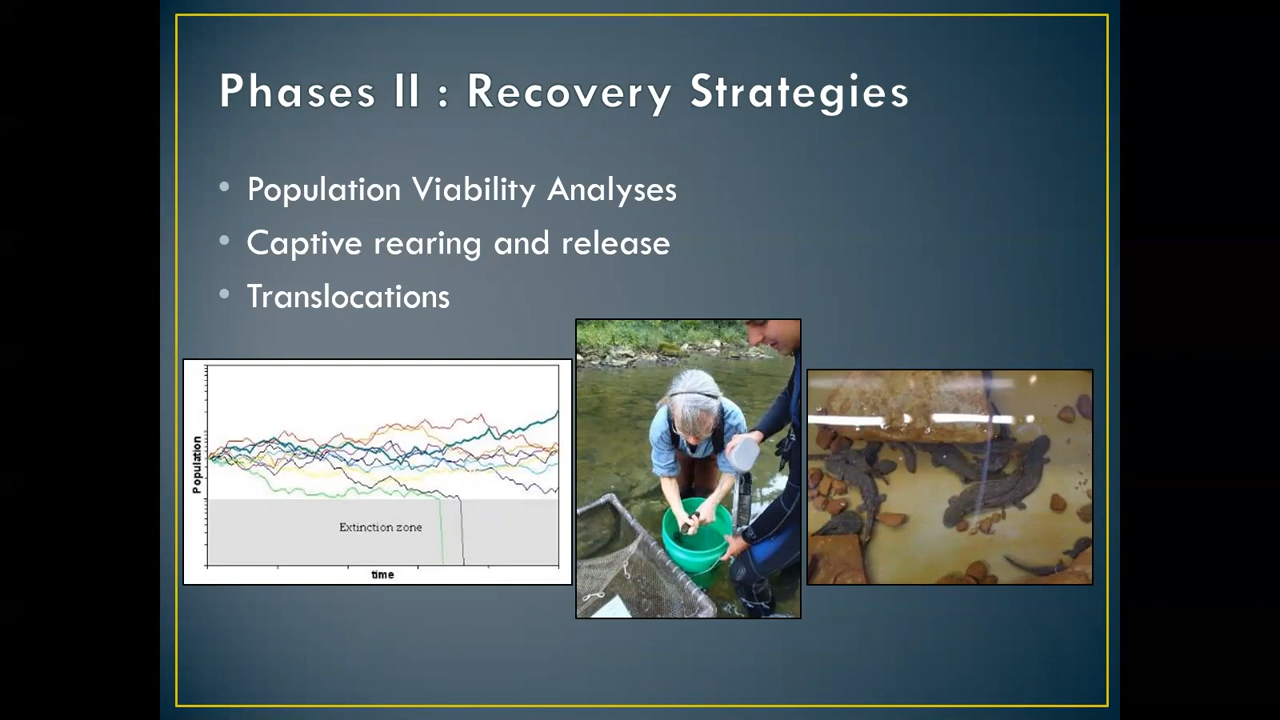 Phases II : Recovery Strategies
• Population Viability Analyses
• Captive rearing and release
• Translocations
Population
Extinction zone
time